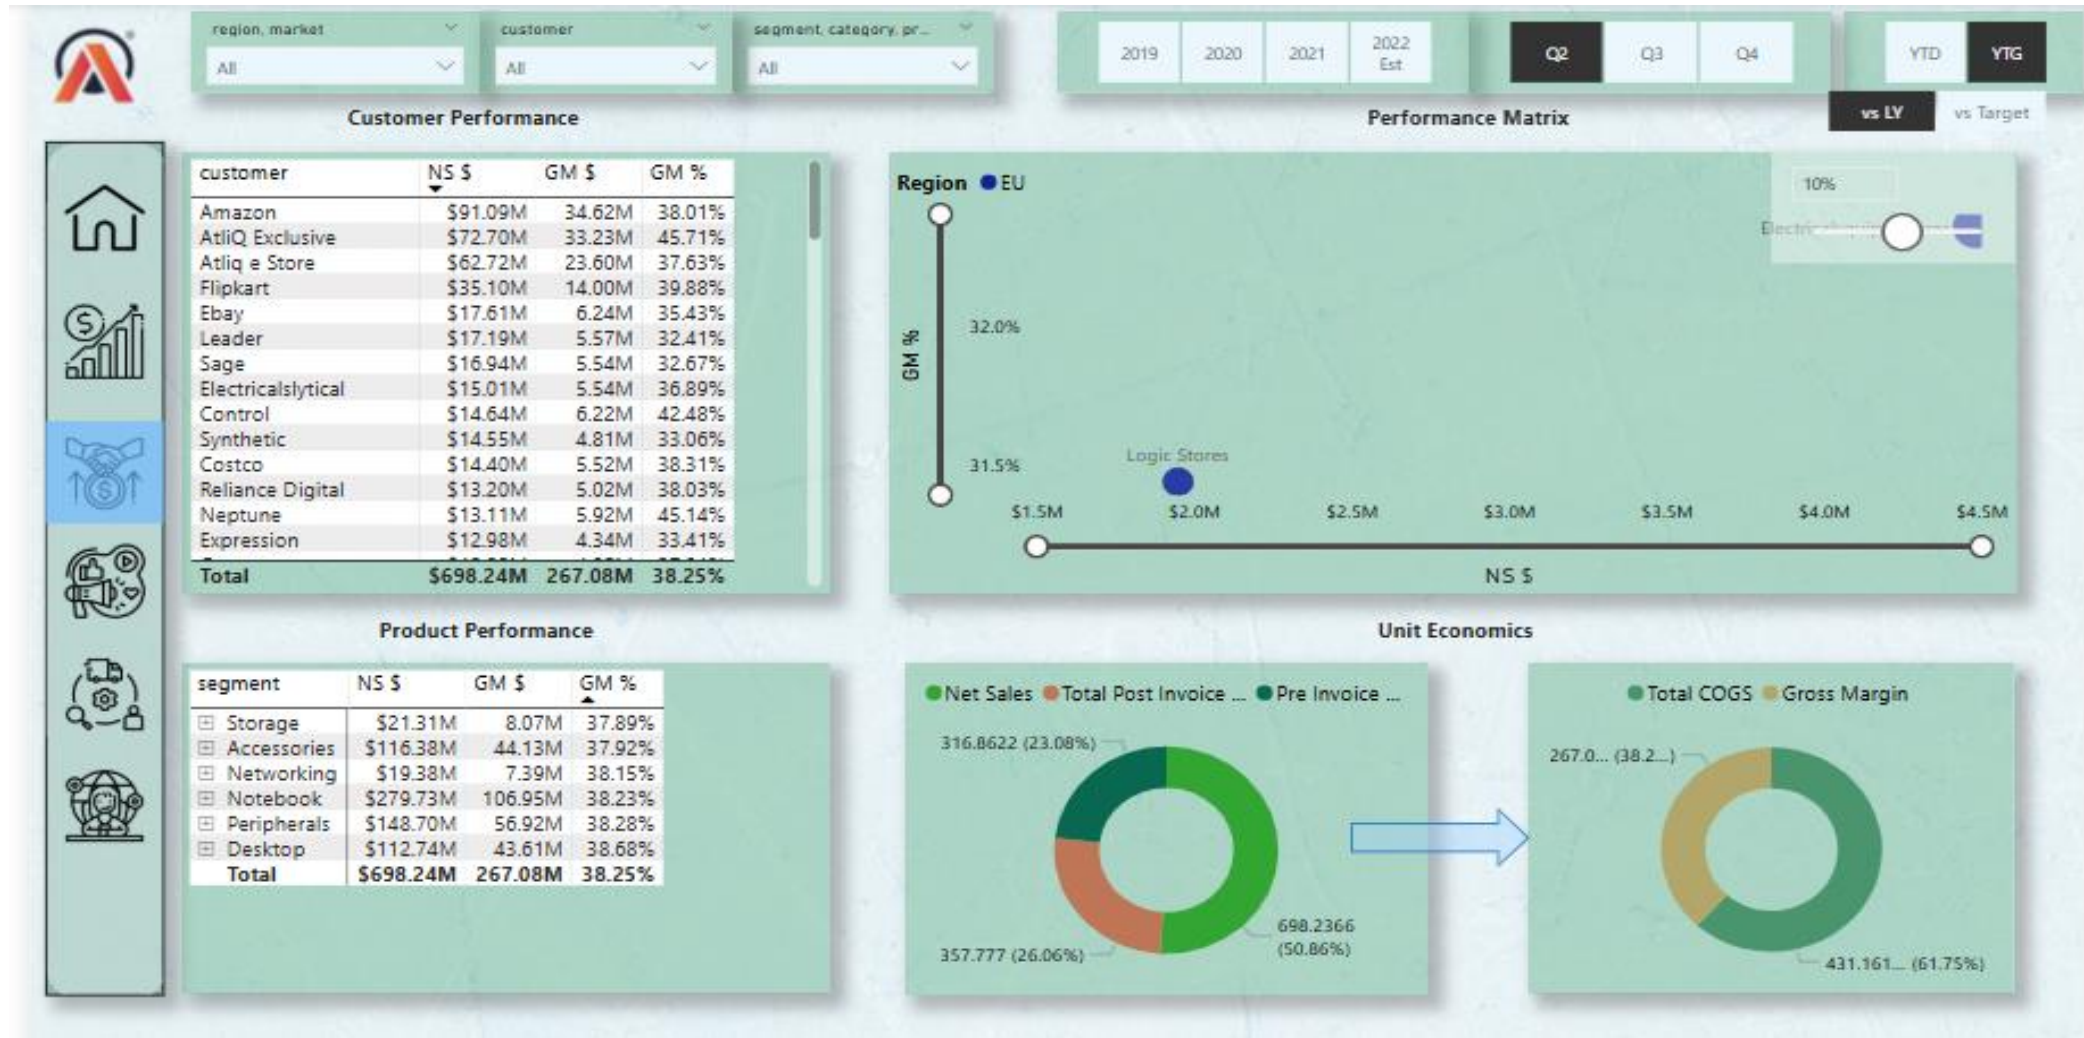 region, market
All
customer
All
segment, category, pr...
All
2019
2020
2021
2022
Est
Q2
Q3
Q4
YTD
YTG
vs LY
vs Target
Customer Performance
customer NS $ GM $ GM %
Amazon $91.09M 34.62M 38.01%
AtliQ Exclusive $72.70M 33.23M 45.71%
Atliq e Store $62.72M 23.60M 37.63%
Flipkart $35.10M 14.00M 39.88%
Ebay $17.61M 6.24M 35.43%
Leader $17.19M 5.57M 32.41%
Sage $16.94M 5.54M 32.67%
Electricalslytical $15.01M 5.54M 36.89%
Control $14.64M 6.22M 42.48%
Synthetic $14.55M 4.81M 33.06%
Costco $14.40M 5.52M 38.31%
Reliance Digital $13.20M 5.02M 38.03%
Neptune $13.11M 5.92M 45.14%
Expression $12.98M 4.34M 33.41%
Total $698.24M 267.08M 38.25%
Performance Matrix
Region EU
10%
GM %
32.0%
31.5%
Logic Stores
$1.5M $2.0M $2.5M $3.0M $3.5M $4.0M $4.5M
NS $
Product Performance
segment NS $ GM $ GM %
Storage $21.31M 8.07M 37.89%
Accessories $116.38M 44.13M 37.92%
Networking $19.38M 7.39M 38.15%
Notebook $279.73M 106.95M 38.23%
Peripherals $148.70M 56.92M 38.28%
Desktop $112.74M 43.61M 38.68%
Total $698.24M 267.08M 38.25%
Unit Economics
Net Sales Total Post Invoice ... Pre Invoice ...
316.8622 (23.08%)
357.777 (26.06%)
698.2366
(50.86%)
Total COGS Gross Margin
267.0... (38.2...)
431.161... (61.75%)